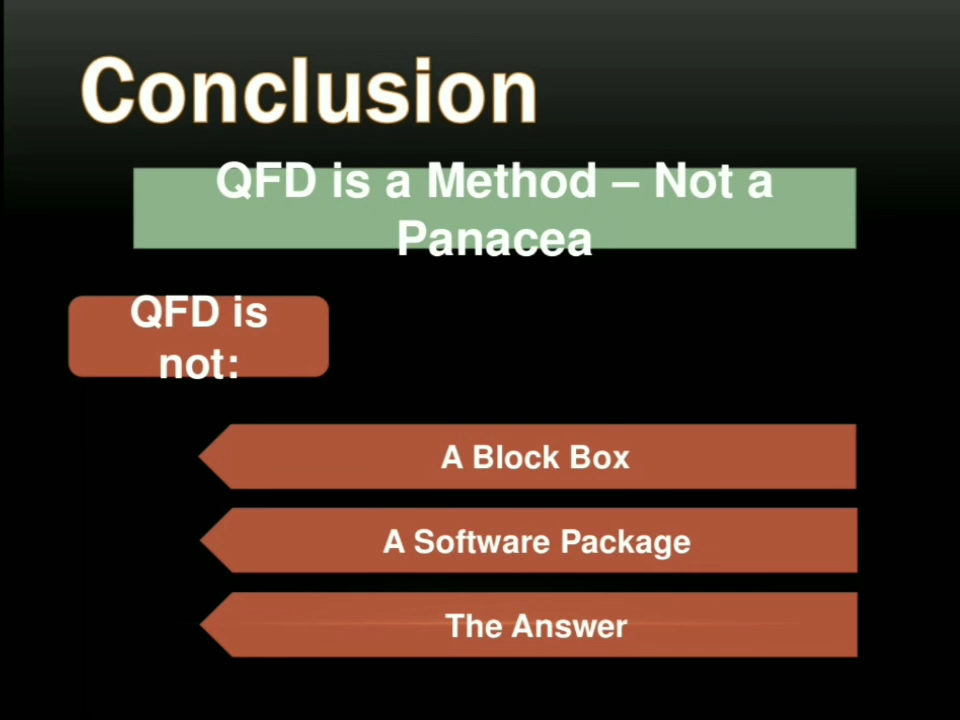 Conclusion
QFD is a Method – Not a
Panacea
QFD is
not:
A Block Box
A Software Package
The Answer